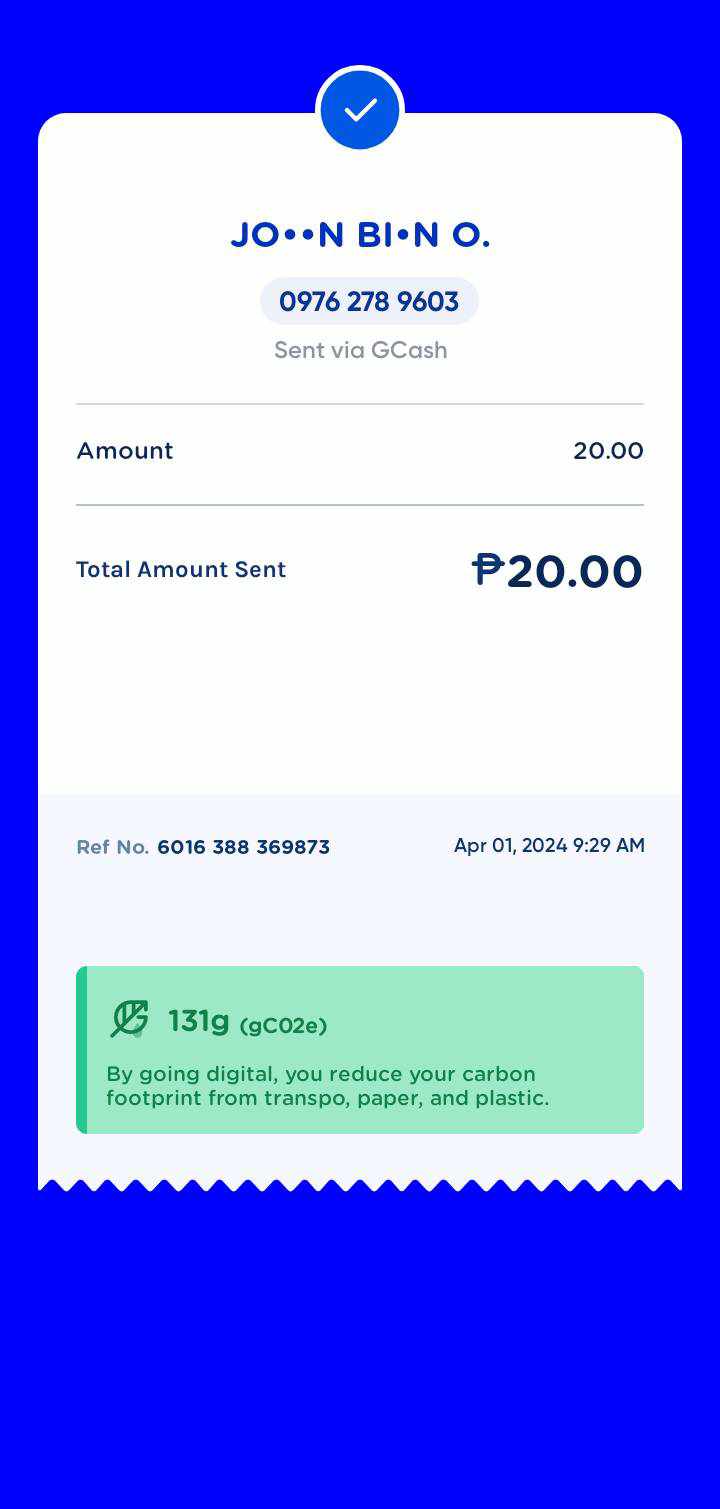 JO••N BI•N O.
0976 278 9603
Sent via GCash
Amount 20.00
Total Amount Sent ₱20.00
Ref No. 6016 388 369873 Apr 01, 2024 9:29 AM
131g (gC02e)
By going digital, you reduce your carbon
footprint from transpo, paper, and plastic.